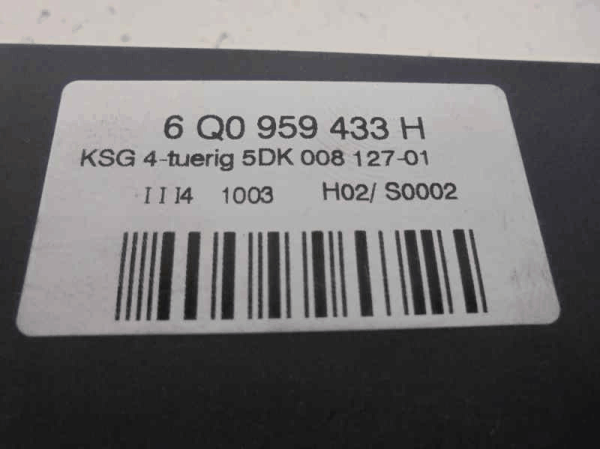 6 Q0 959 433 H
KSG 4-tuerig 5DK 008 127-01
I I I4 1003 H02/ S0002